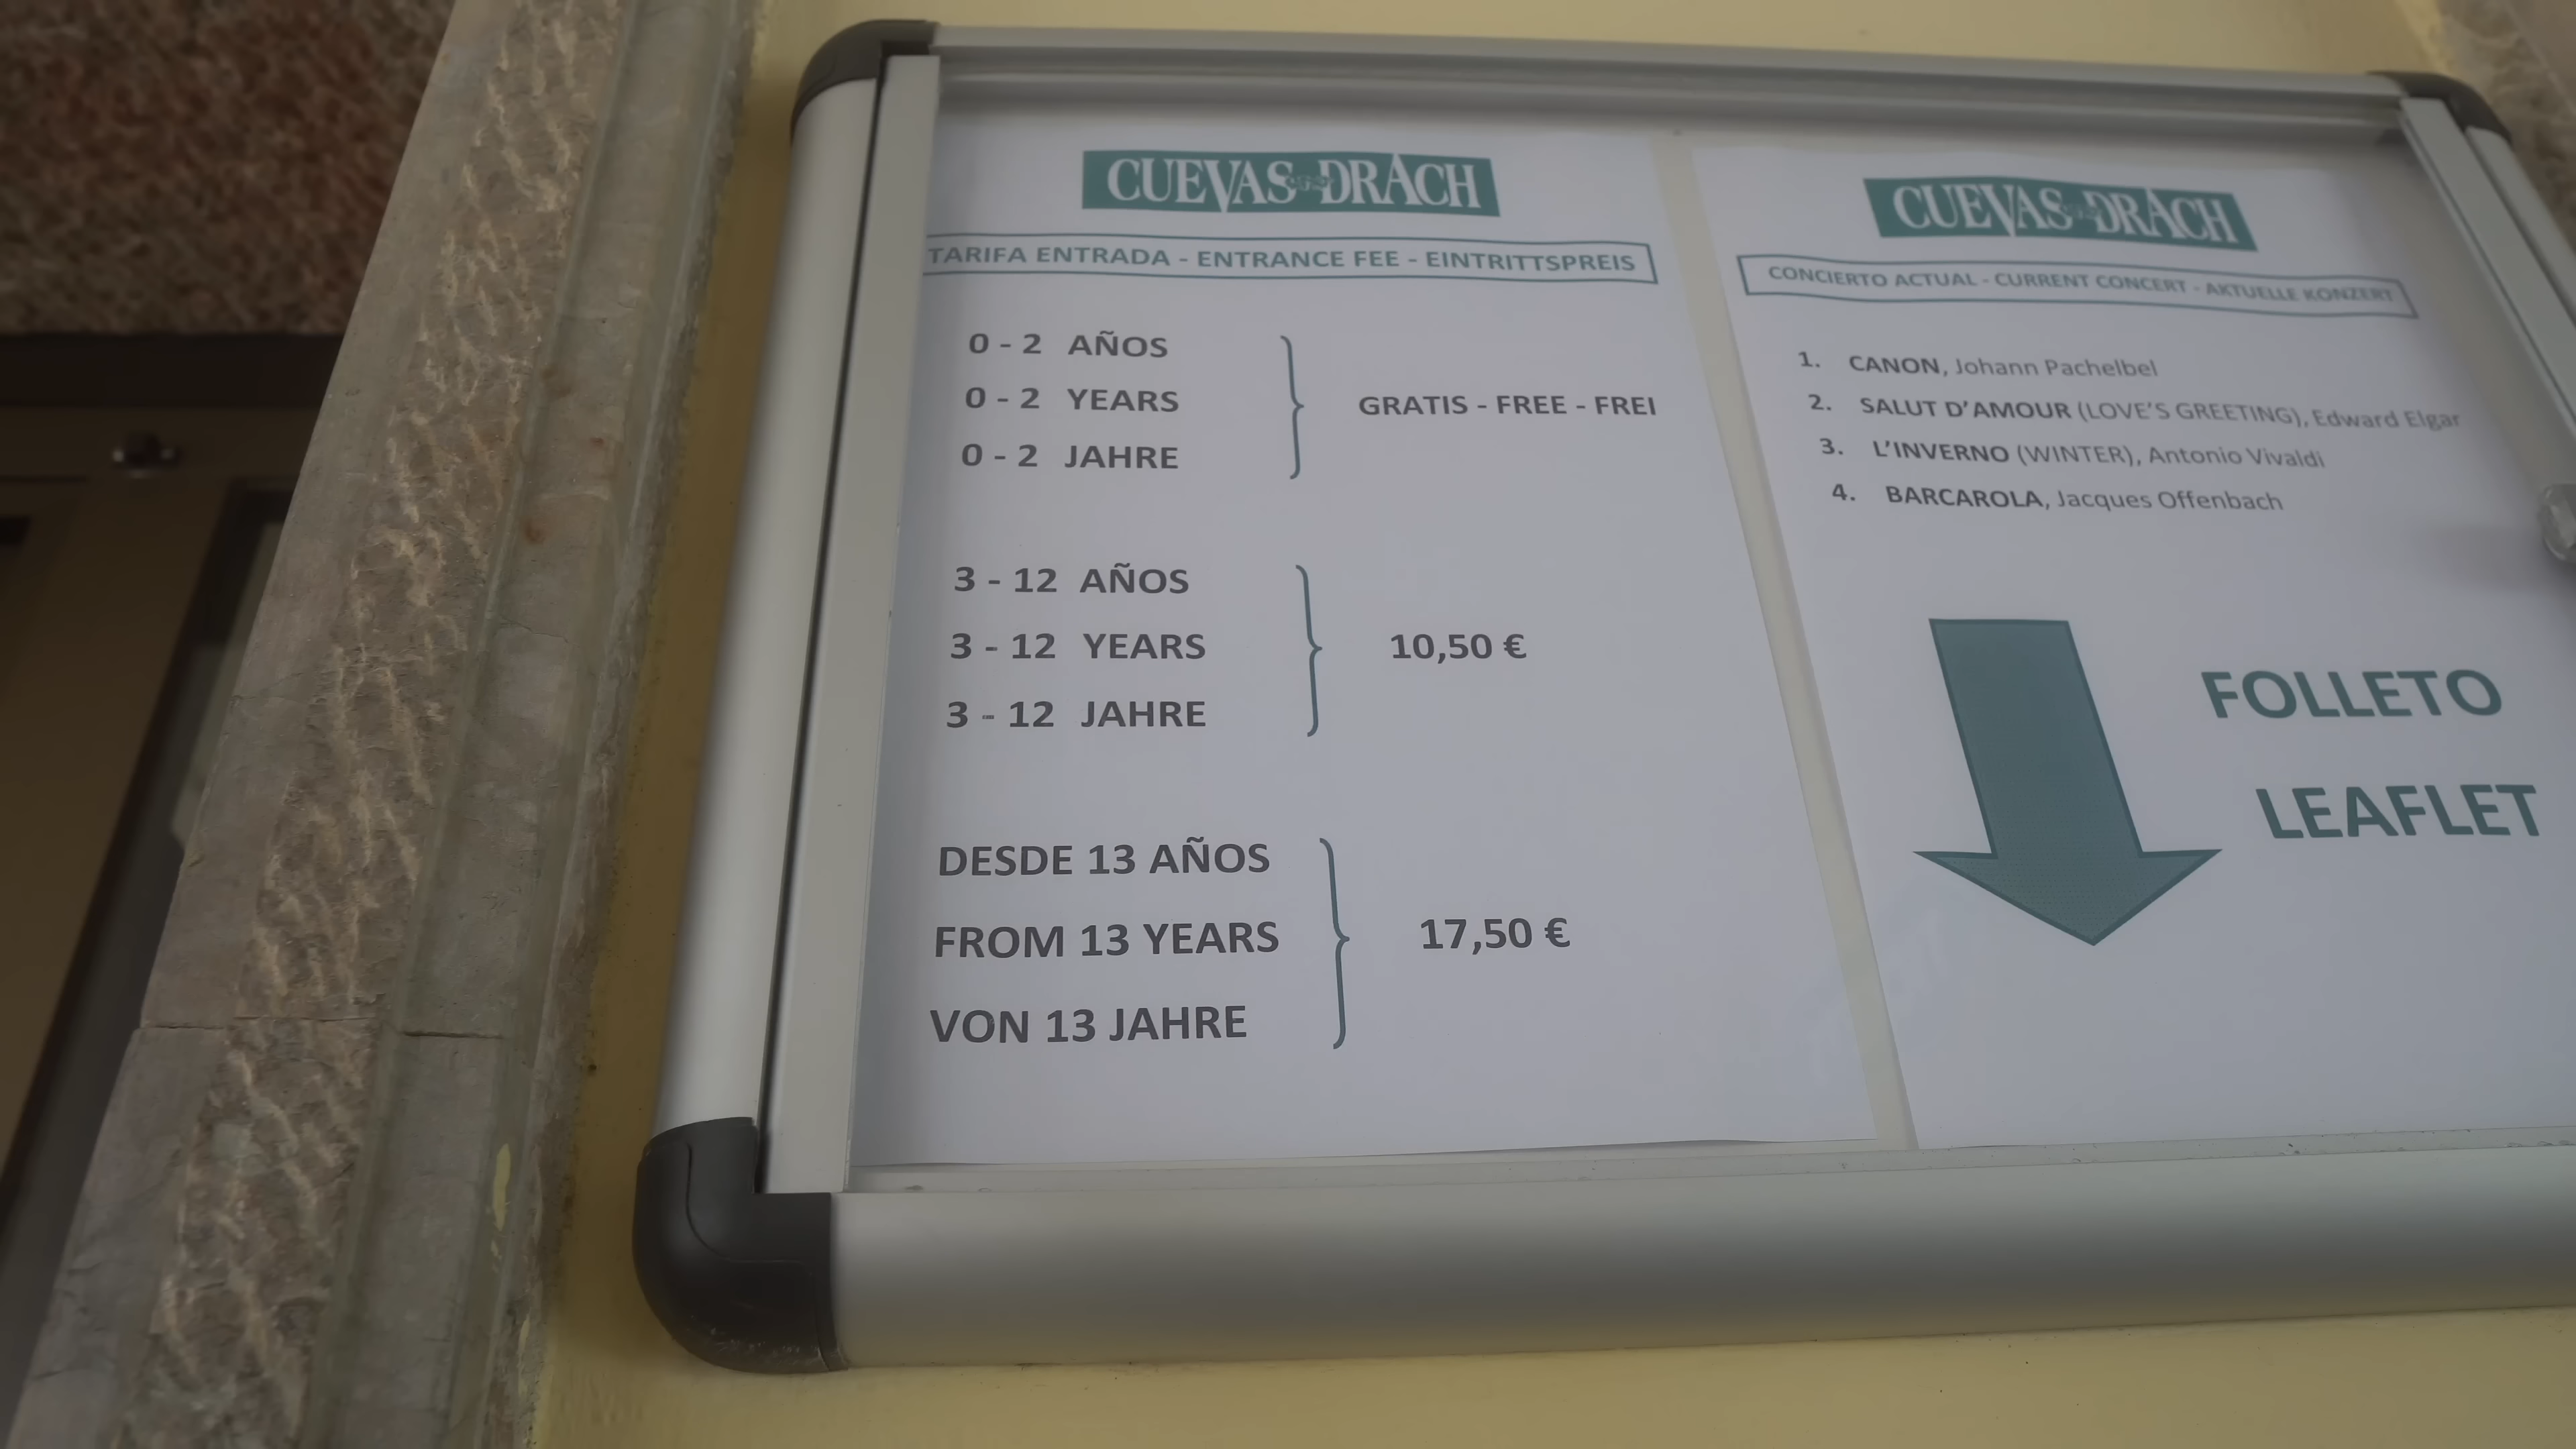 CUEVAS DRACH
TARIFA ENTRADA - ENTRANCE FEE - EINTRITTSPREIS
0 - 2 AÑOS
0 - 2 YEARS
0 - 2 JAHRE
GRATIS - FREE - FREI
3 - 12 AÑOS
3 - 12 YEARS
3 - 12 JAHRE
10,50 €
DESDE 13 AÑOS
FROM 13 YEARS
VON 13 JAHRE
17,50 €
CUEVAS DRACH
CONCIERTO ACTUAL - CURRENT CONCERT - AKTUELLE KONZERT
1. CANON, Johann Pachelbel
2. SALUT D'AMOUR (LOVE'S GREETING), Edward Elgar
3. L'INVERNO (WINTER), Antonio Vivaldi
4. BARCAROLA, Jacques Offenbach
FOLLETO
LEAFLET